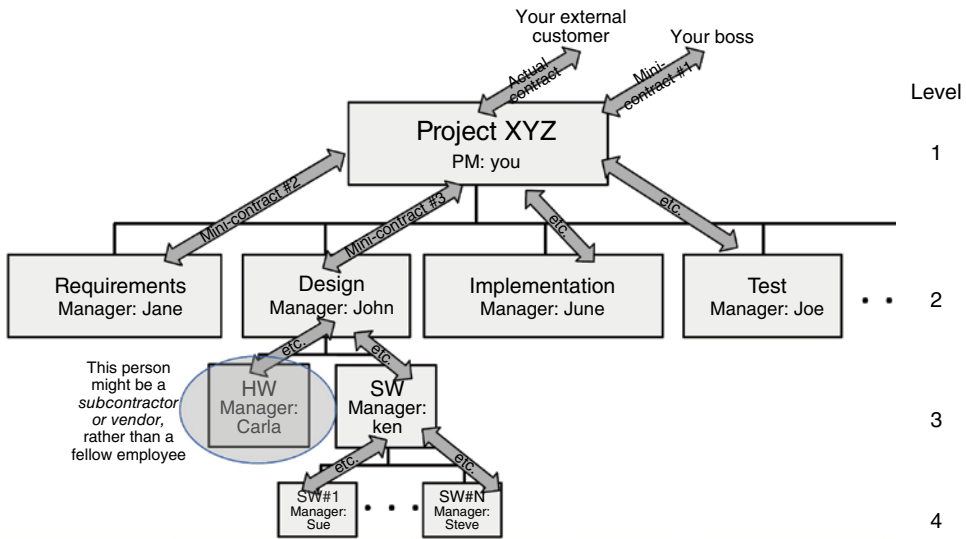 Your external
customer
Your boss
Actual
contract
Mini-
contract #1
Level
Project XYZ
PM: you
1
Mini-contract #2
Mini-contract #3
etc.
etc.
Requirements
Manager: Jane
Design
Manager: John
Implementation
Manager: June
Test
Manager: Joe
2
etc.
etc.
This person
might be a
subcontractor
or vendor,
rather than a
fellow employee
HW
Manager:
Carla
SW
Manager:
ken
3
etc.
etc.
SW#1
Manager:
Sue
SW#N
Manager:
Steve
4